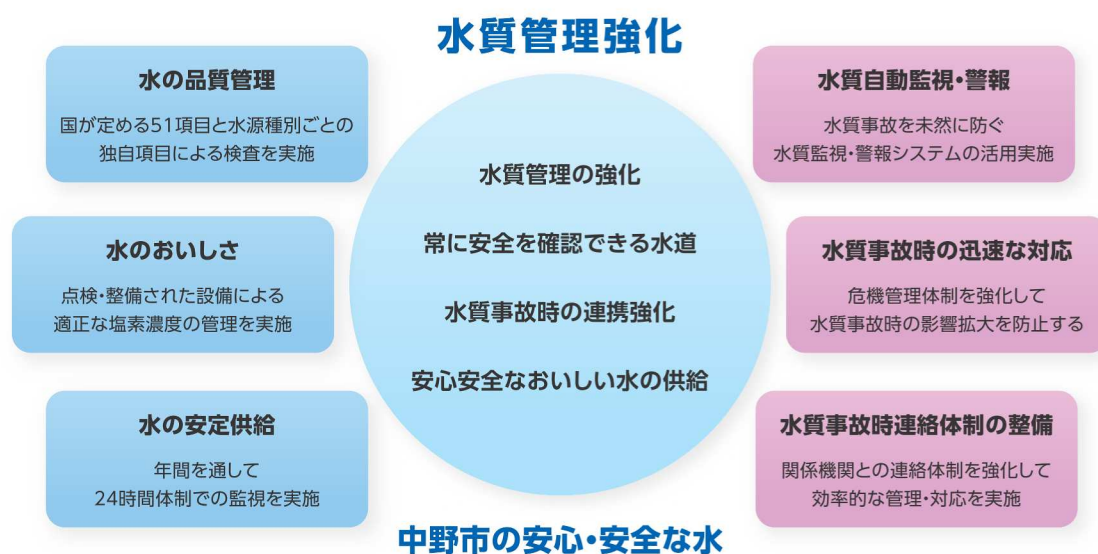 水質管理強化
水の品質管理
国が定める51項目と水源種別ごとの
独自項目による検査を実施
水のおいしさ
点検・整備された設備による
適正な塩素濃度の管理を実施
水の安定供給
年間を通して
24時間体制での監視を実施
水質管理の強化
常に安全を確認できる水道
水質事故時の連携強化
安心安全なおいしい水の供給
水質自動監視・警報
水質事故を未然に防ぐ
水質監視・警報システムの活用実施
水質事故時の迅速な対応
危機管理体制を強化して
水質事故時の影響拡大を防止する
水質事故時連絡体制の整備
関係機関との連絡体制を強化して
効率的な管理・対応を実施
中野市の安心・安全な水